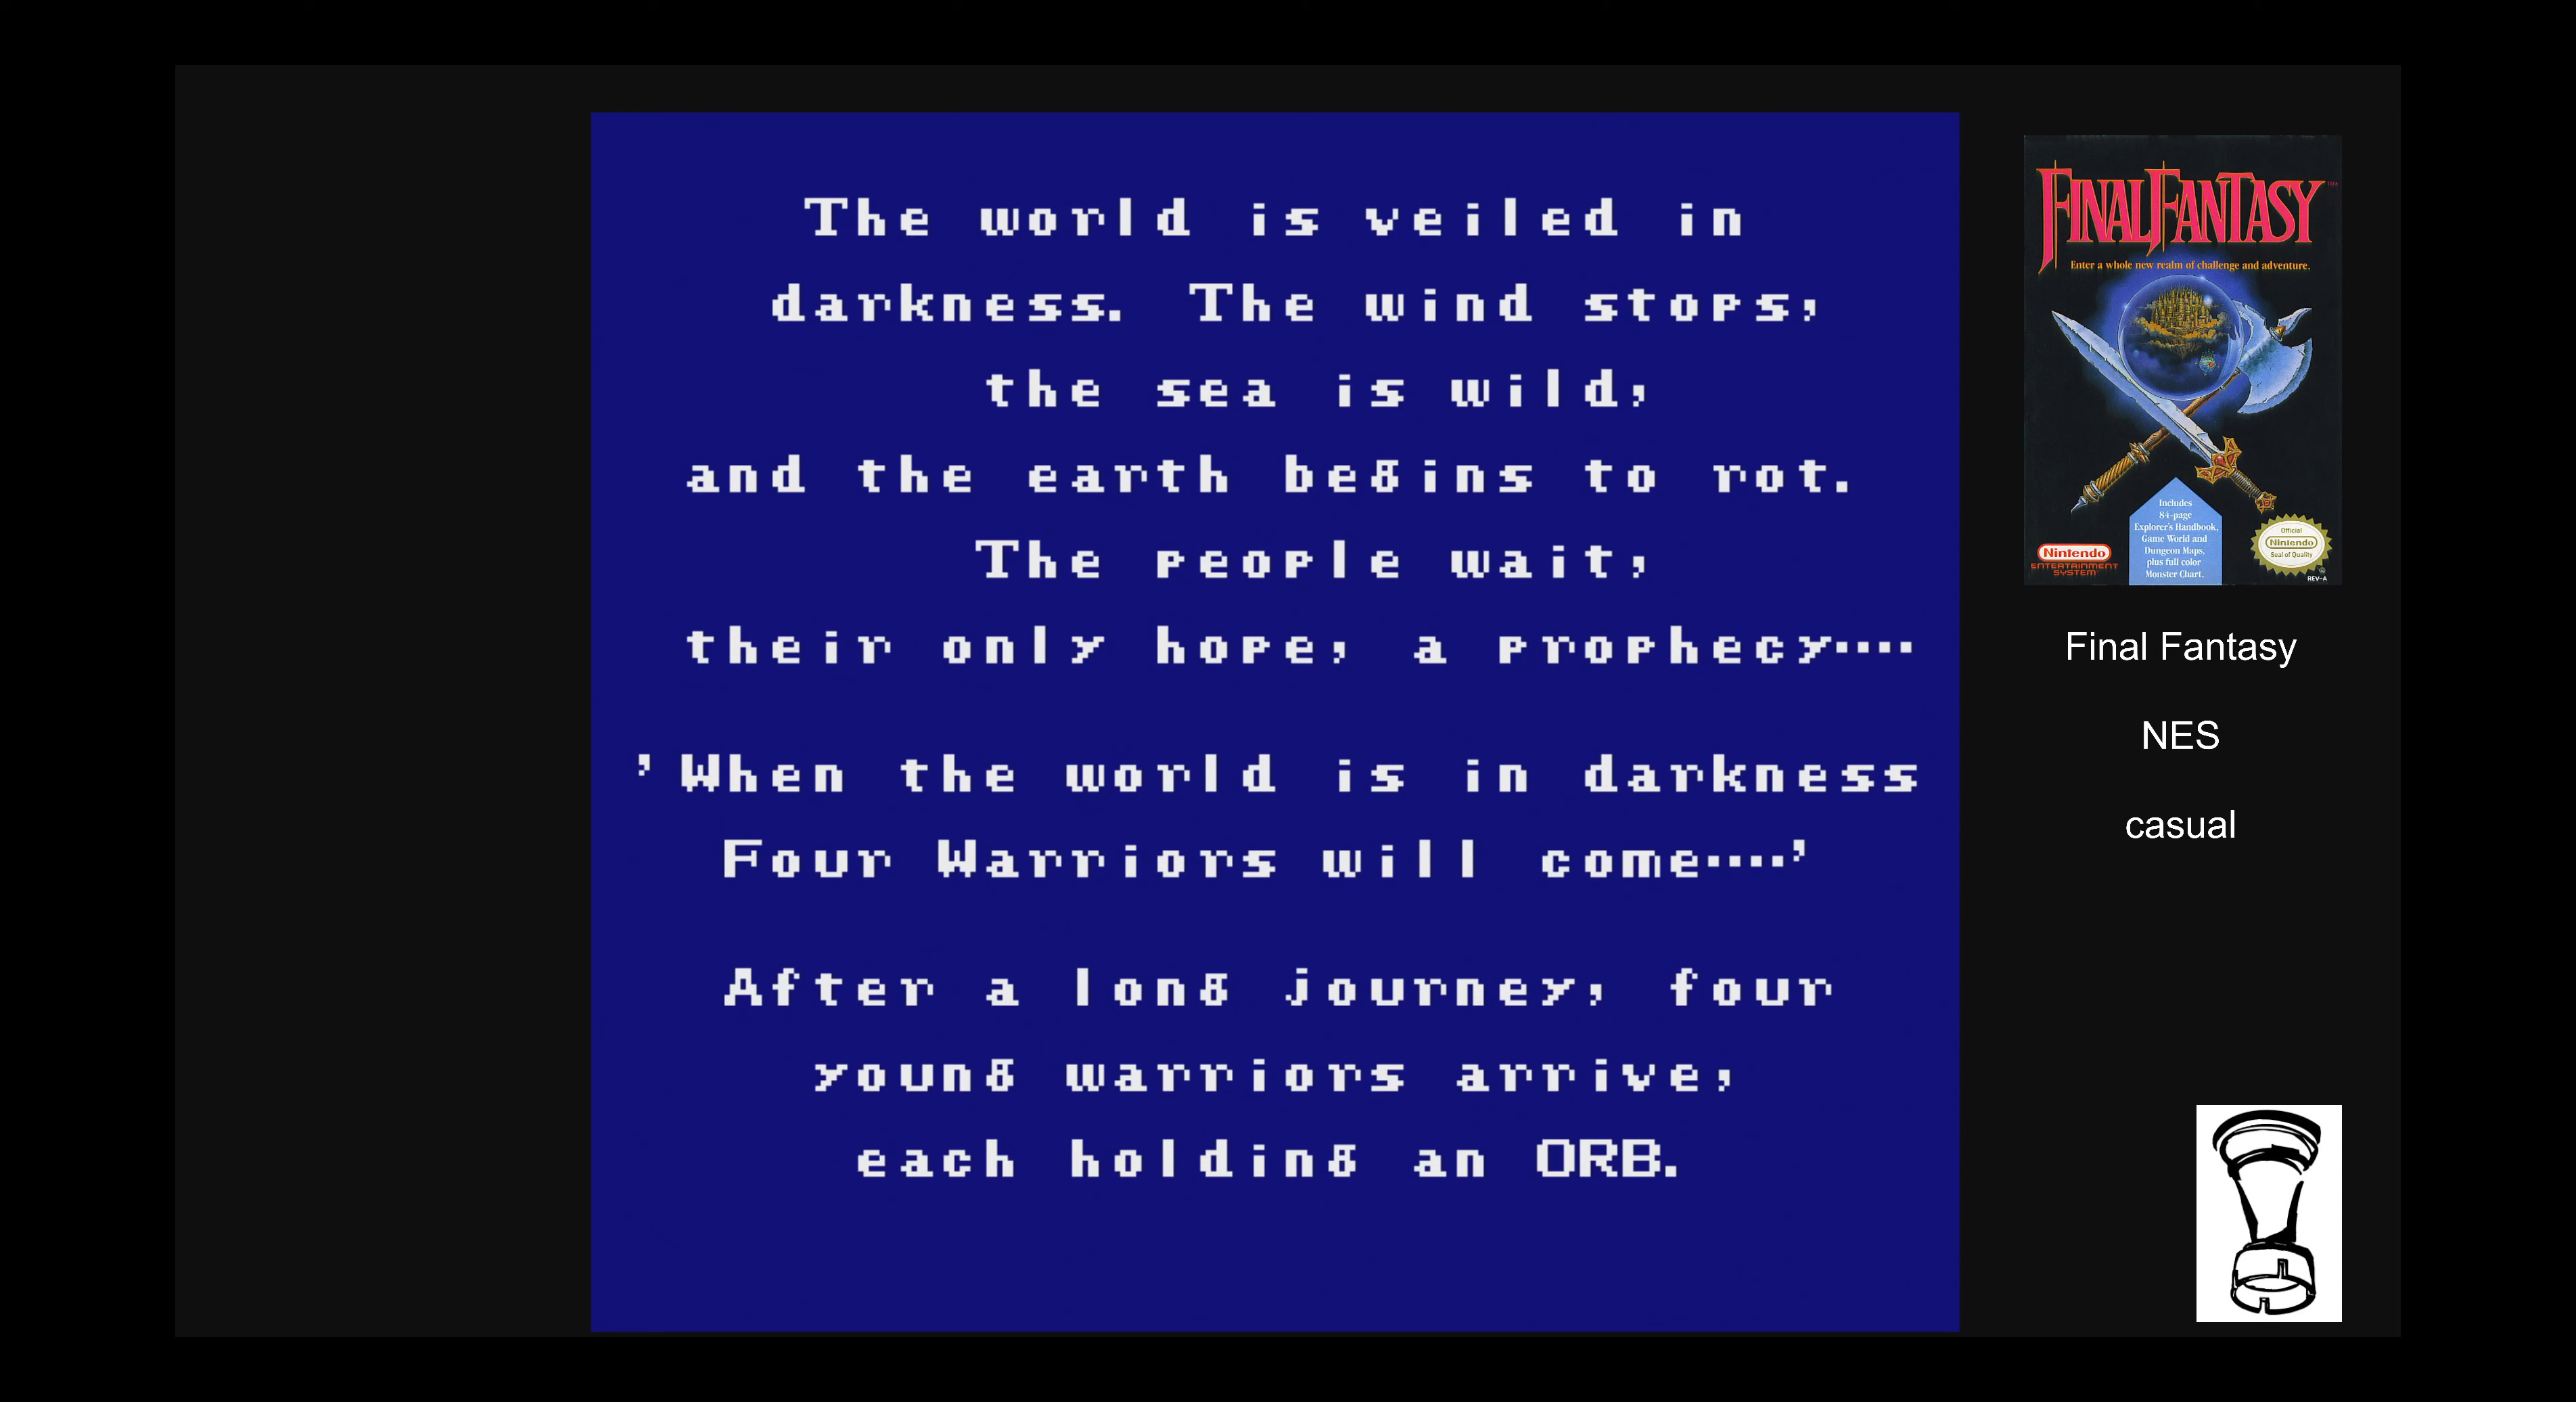 The world is veiled in
darkness. The wind stops,
the sea is wild,
and the earth begins to rot.
The people wait,
their only hope, a prophecy....
'When the world is in darkness
Four Warriors will come....'
After a long journey, four
young warriors arrive,
each holding an ORB.
FINAL FANTASY™
Enter a whole new realm of challenge and adventure.
Includes
84-page
Explorer's Handbook,
Game World and
Dungeon Maps,
plus full color
Monster Chart.
Nintendo
ENTERTAINMENT
SYSTEM
Official
Nintendo
Seal of Quality
®
REV-A
Final Fantasy
NES
casual